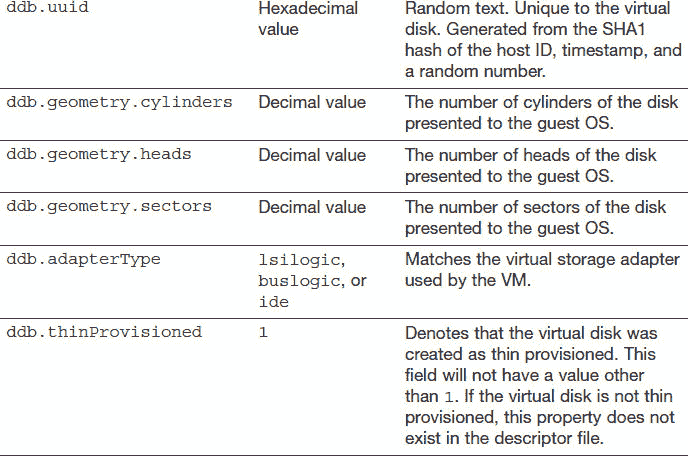 ddb.uuid Hexadecimal Random text. Unique to the virtual
value disk. Generated from the SHA1
hash of the host ID, timestamp, and
a random number.
ddb.geometry.cylinders Decimal value The number of cylinders of the disk
presented to the guest OS.
ddb.geometry.heads Decimal value The number of heads of the disk
presented to the guest OS.
ddb.geometry.sectors Decimal value The number of sectors of the disk
presented to the guest OS.
ddb.adapterType lsilogic, Matches the virtual storage adapter
buslogic, or used by the VM.
ide
ddb.thinProvisioned 1 Denotes that the virtual disk was
created as thin provisioned. This
field will not have a value other
than 1. If the virtual disk is not thin
provisioned, this property does not
exist in the descriptor file.